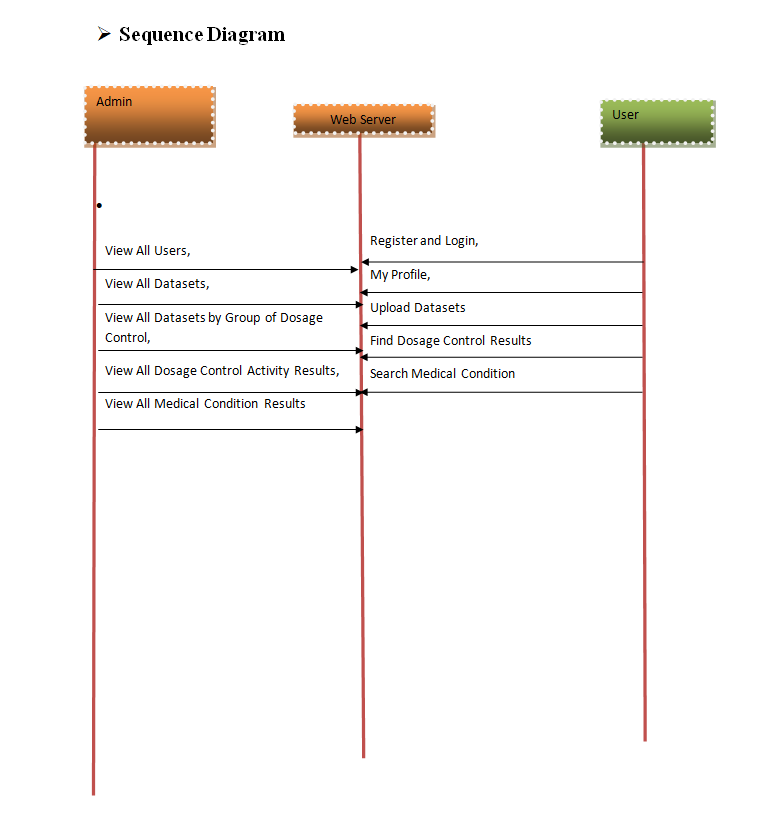 ➢ Sequence Diagram
Admin
Web Server
User
•
View All Users,
View All Datasets,
View All Datasets by Group of Dosage
Control,
View All Dosage Control Activity Results,
View All Medical Condition Results
Register and Login,
My Profile,
Upload Datasets
Find Dosage Control Results
Search Medical Condition